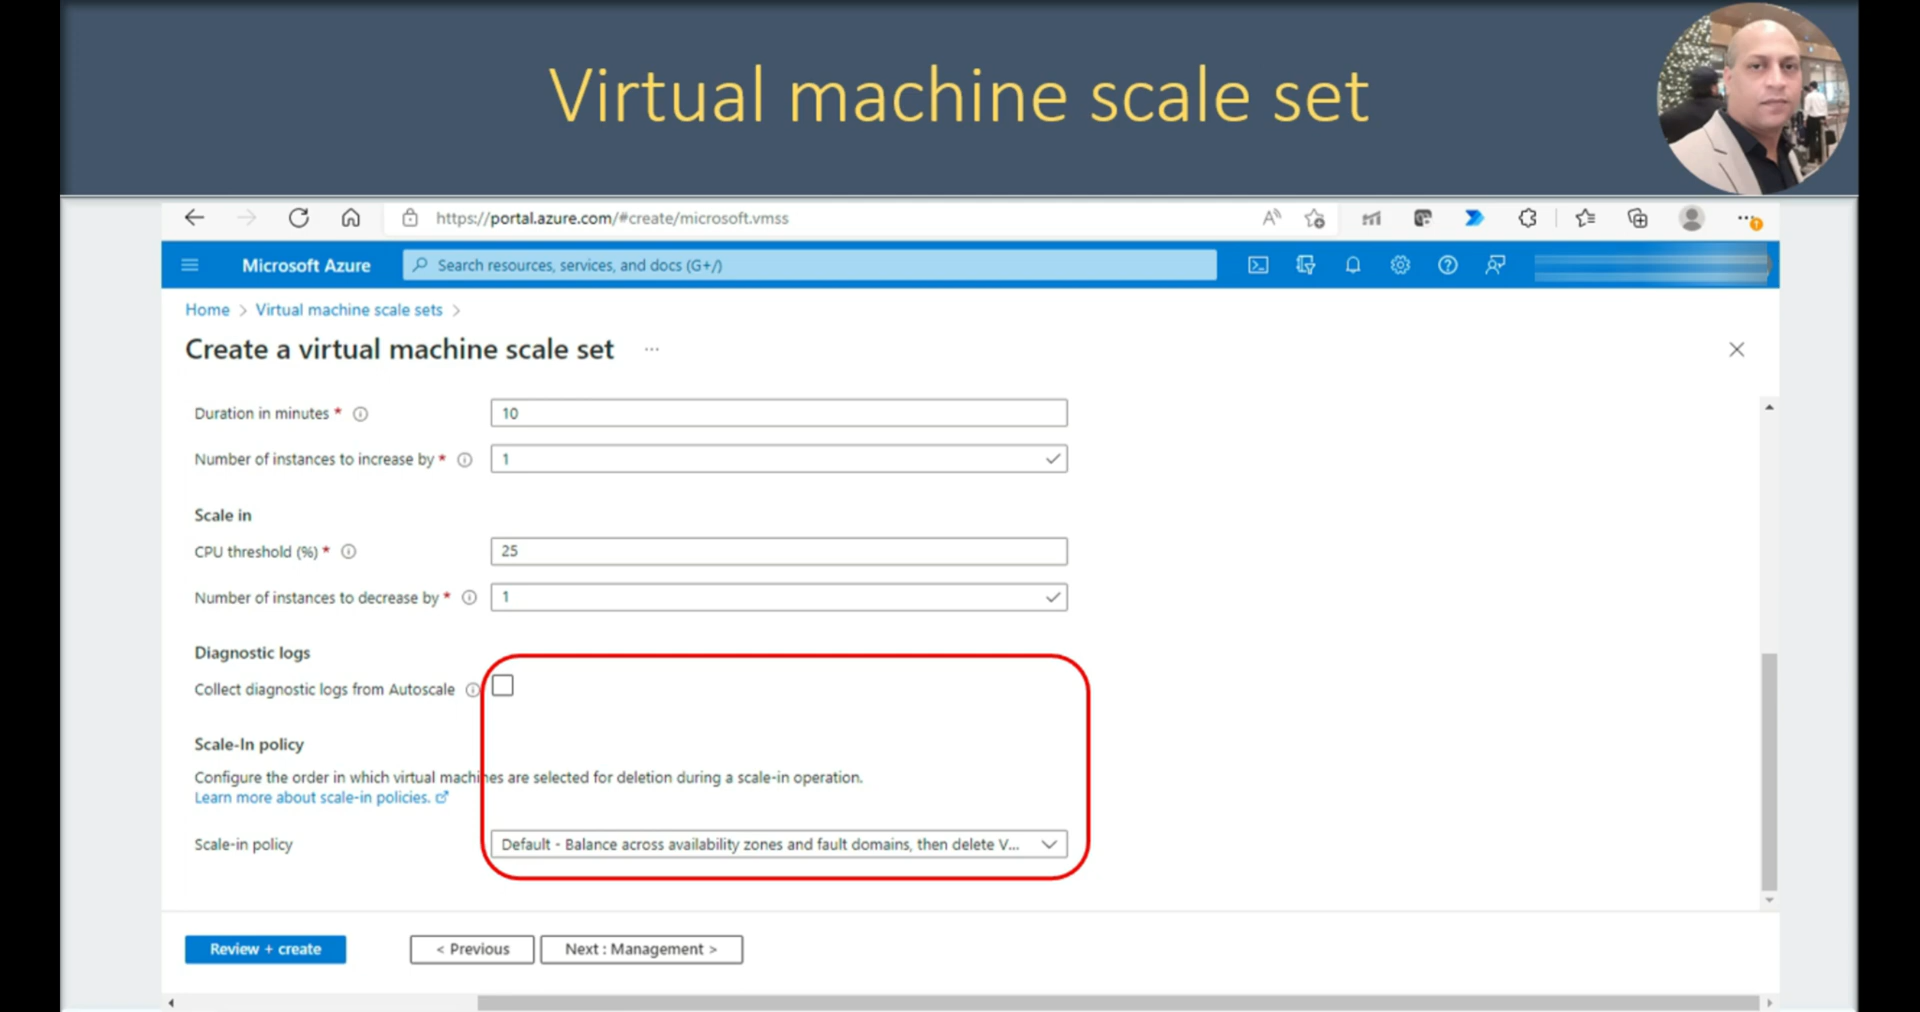 Virtual machine scale set
https://portal.azure.com/#create/microsoft.vmss
Microsoft Azure
Search resources, services, and docs (G+/)
Home > Virtual machine scale sets >
Create a virtual machine scale set ...
Duration in minutes * 10
Number of instances to increase by * 1
Scale in
CPU threshold (%) * 25
Number of instances to decrease by * 1
Diagnostic logs
Collect diagnostic logs from Autoscale
Scale-In policy
Configure the order in which virtual machines are selected for deletion during a scale-in operation.
Learn more about scale-in policies.
Scale-in policy Default - Balance across availability zones and fault domains, then delete V...
Review + create < Previous Next : Management >